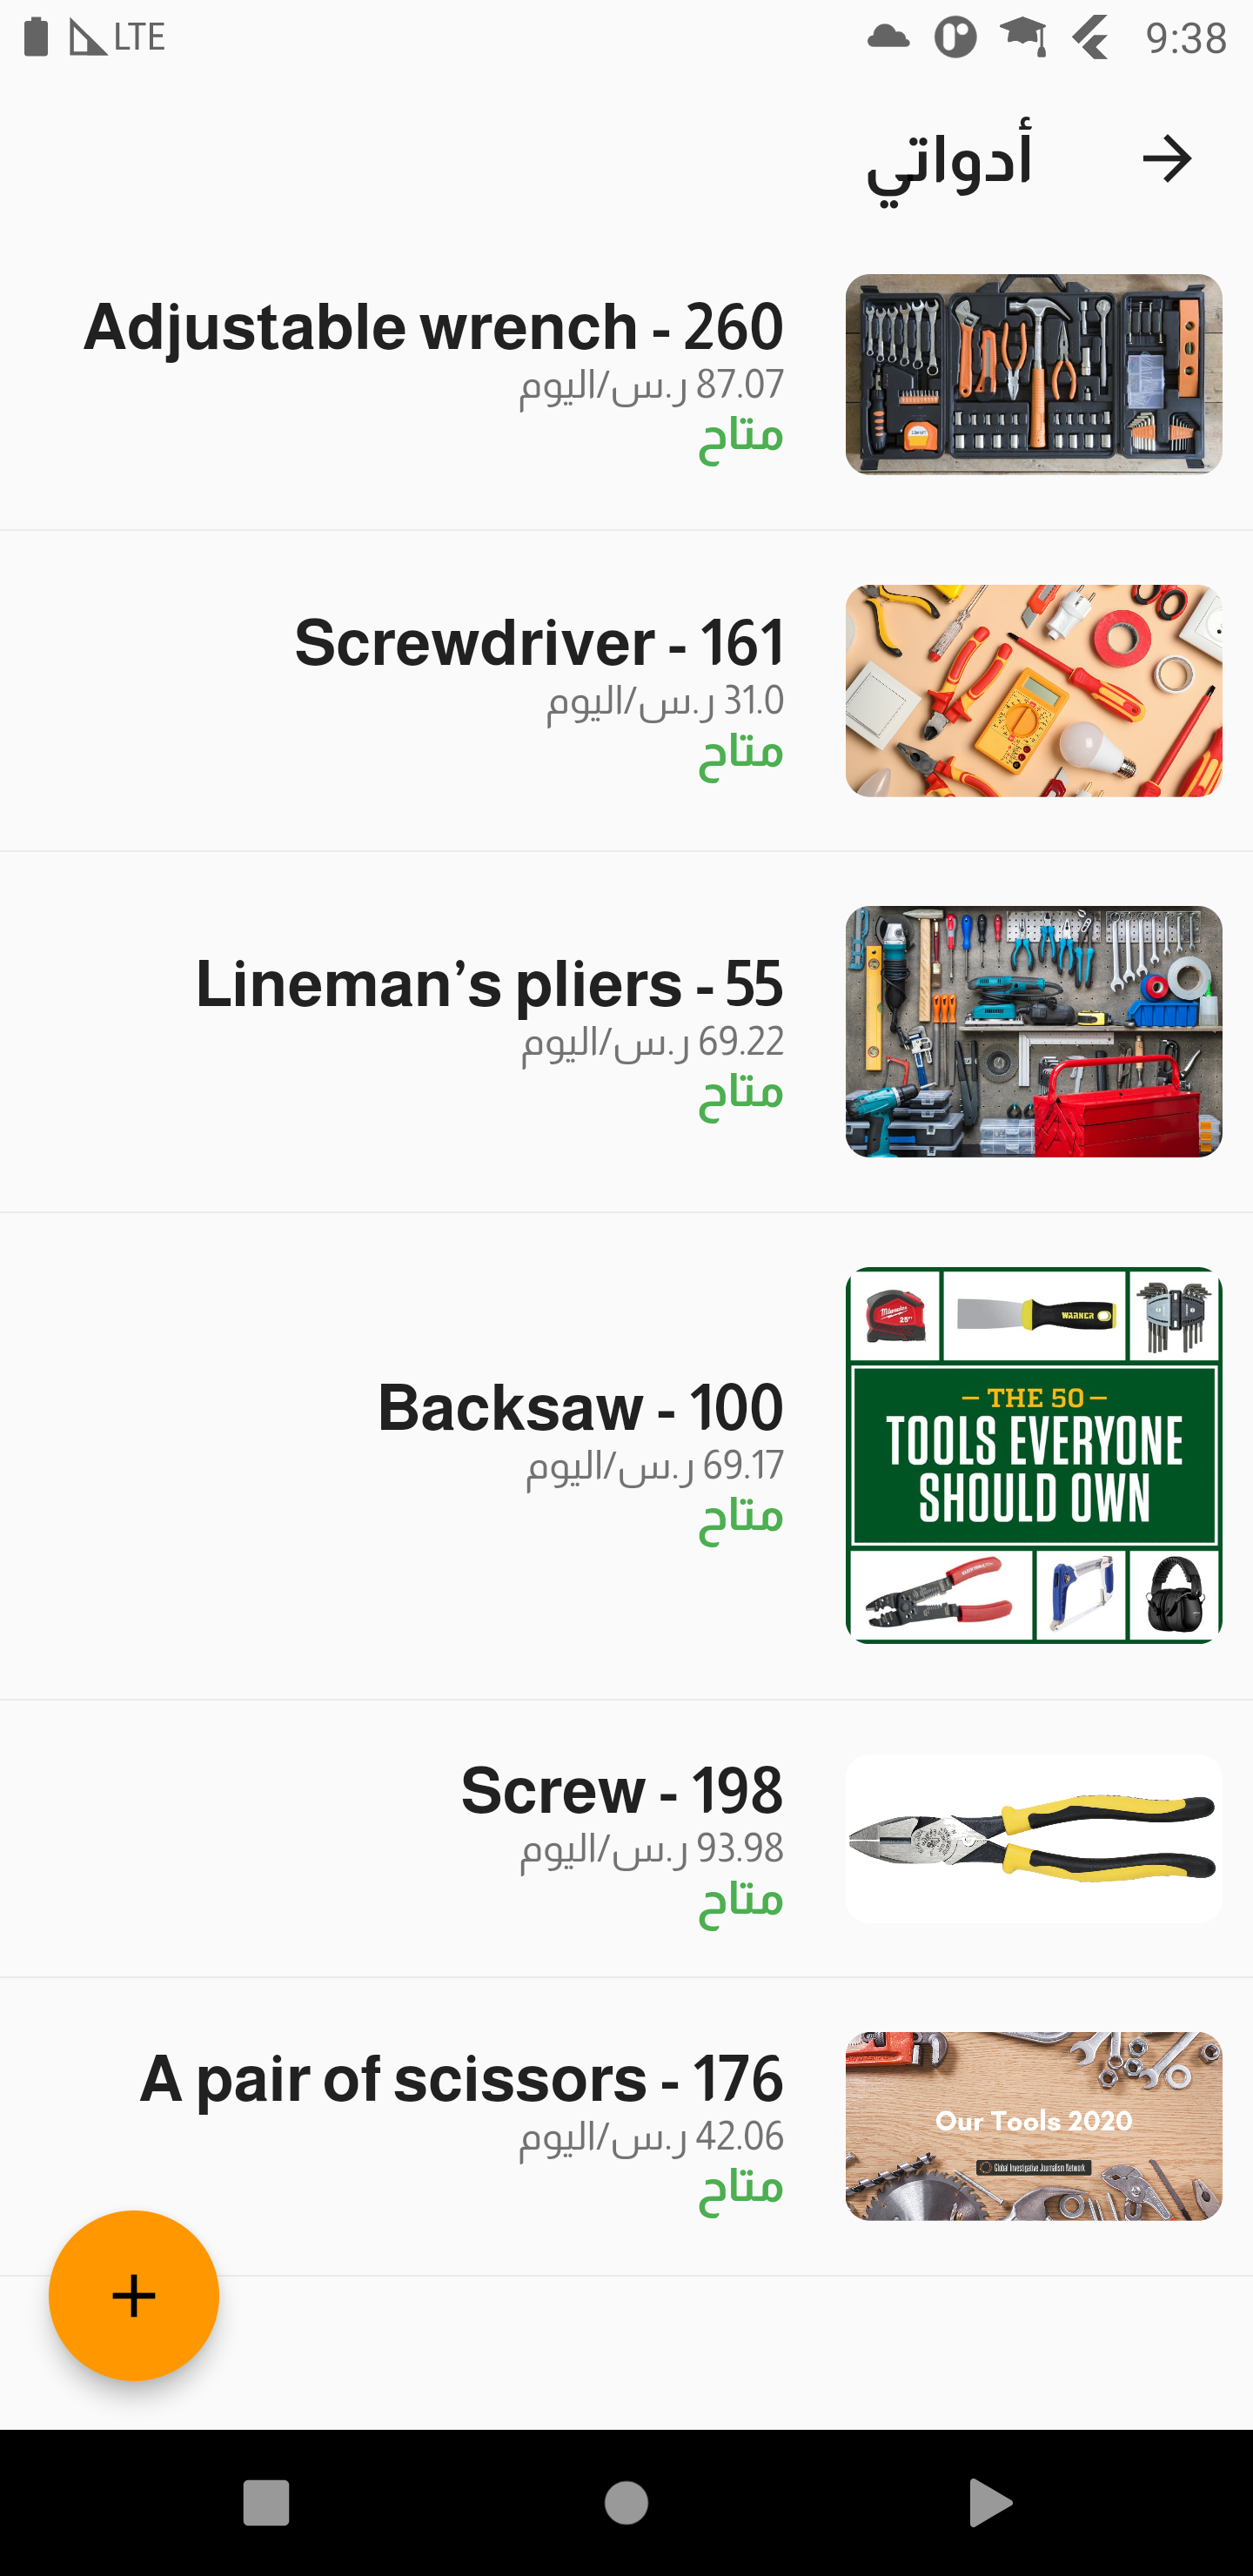 LTE
9:38
أدواتي
Adjustable wrench - 260
87.07 ر.س/اليوم
متاح
Screwdriver - 161
31.0 ر.س/اليوم
متاح
Lineman's pliers - 55
69.22 ر.س/اليوم
متاح
Backsaw - 100
69.17 ر.س/اليوم
متاح
Milwaukee
25'
WARNER
— THE 50 —
TOOLS EVERYONE
SHOULD OWN
Screw - 198
93.98 ر.س/اليوم
متاح
A pair of scissors - 176
42.06 ر.س/اليوم
متاح
Our Tools 2020
Global Investigative Journalism Network